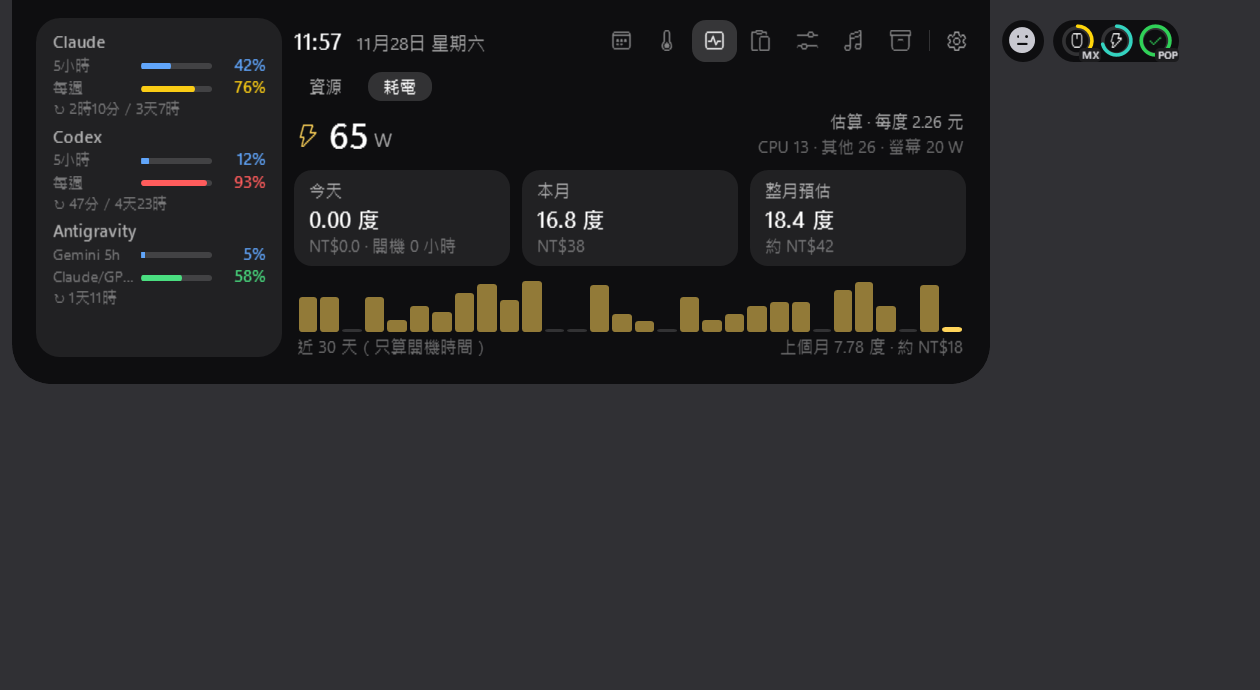 Claude
5小時 42%
每週 76%
↻ 2時10分 / 3天7時
Codex
5小時 12%
每週 93%
↻ 47分 / 4天23時
Antigravity
Gemini 5h 5%
Claude/GP... 58%
↻ 1天11時
11:57 11月28日 星期六
資源 耗電
65 W
估算 · 每度 2.26 元
CPU 13 · 其他 26 · 螢幕 20 W
今天
0.00 度
NT$0.0 · 開機 0 小時
本月
16.8 度
NT$38
整月預估
18.4 度
約 NT$42
近 30 天 ( 只算開機時間 )
上個月 7.78 度 · 約 NT$18
MX
POP